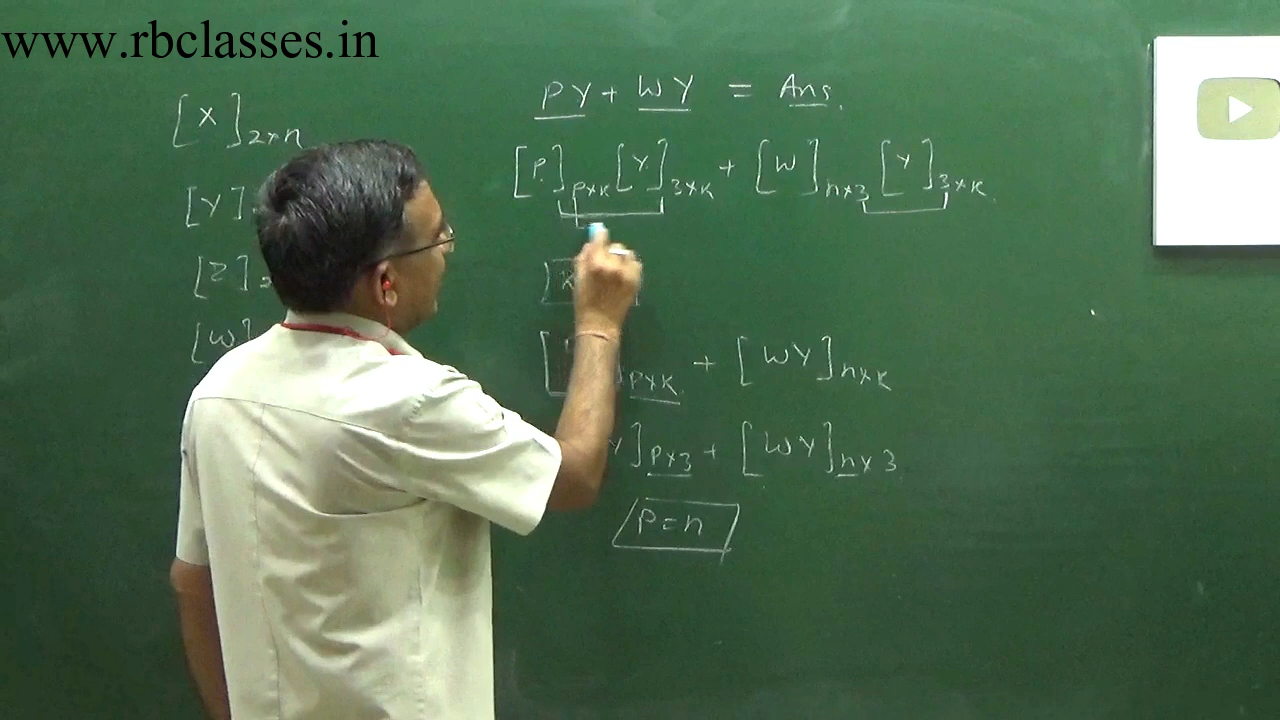 www.rbclasses.in
PY + WY = Ans.
[X]2×n
[P]p×k [Y]3×k + [W]n×3 [Y]3×k
[Y]
[Z]
[W]
p×k + [WY]n×k
Y]p×3 + [WY]n×3
P=n